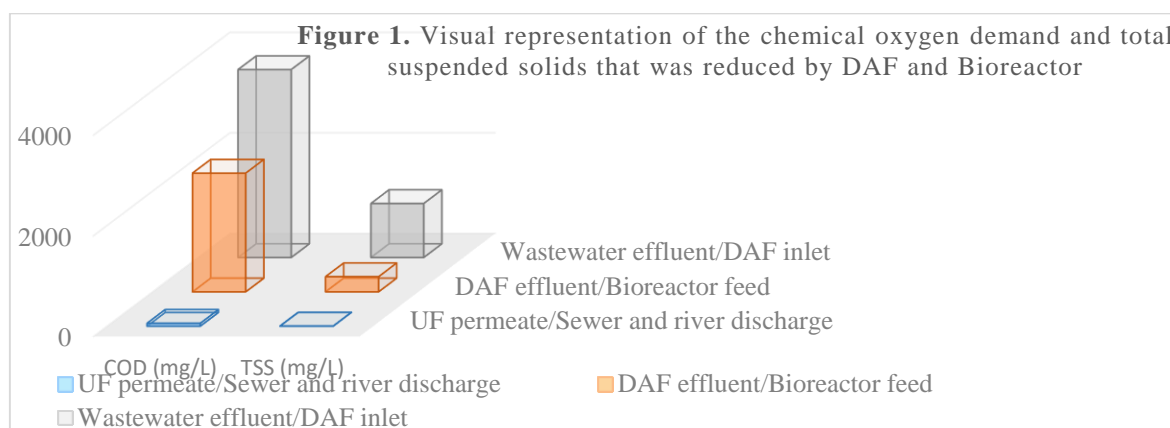 Figure 1. Visual representation of the chemical oxygen demand and total
suspended solids that was reduced by DAF and Bioreactor
4000
2000
0
Wastewater effluent/DAF inlet
DAF effluent/Bioreactor feed
UF permeate/Sewer and river discharge
COD (mg/L) TSS (mg/L)
UF permeate/Sewer and river discharge DAF effluent/Bioreactor feed
Wastewater effluent/DAF inlet